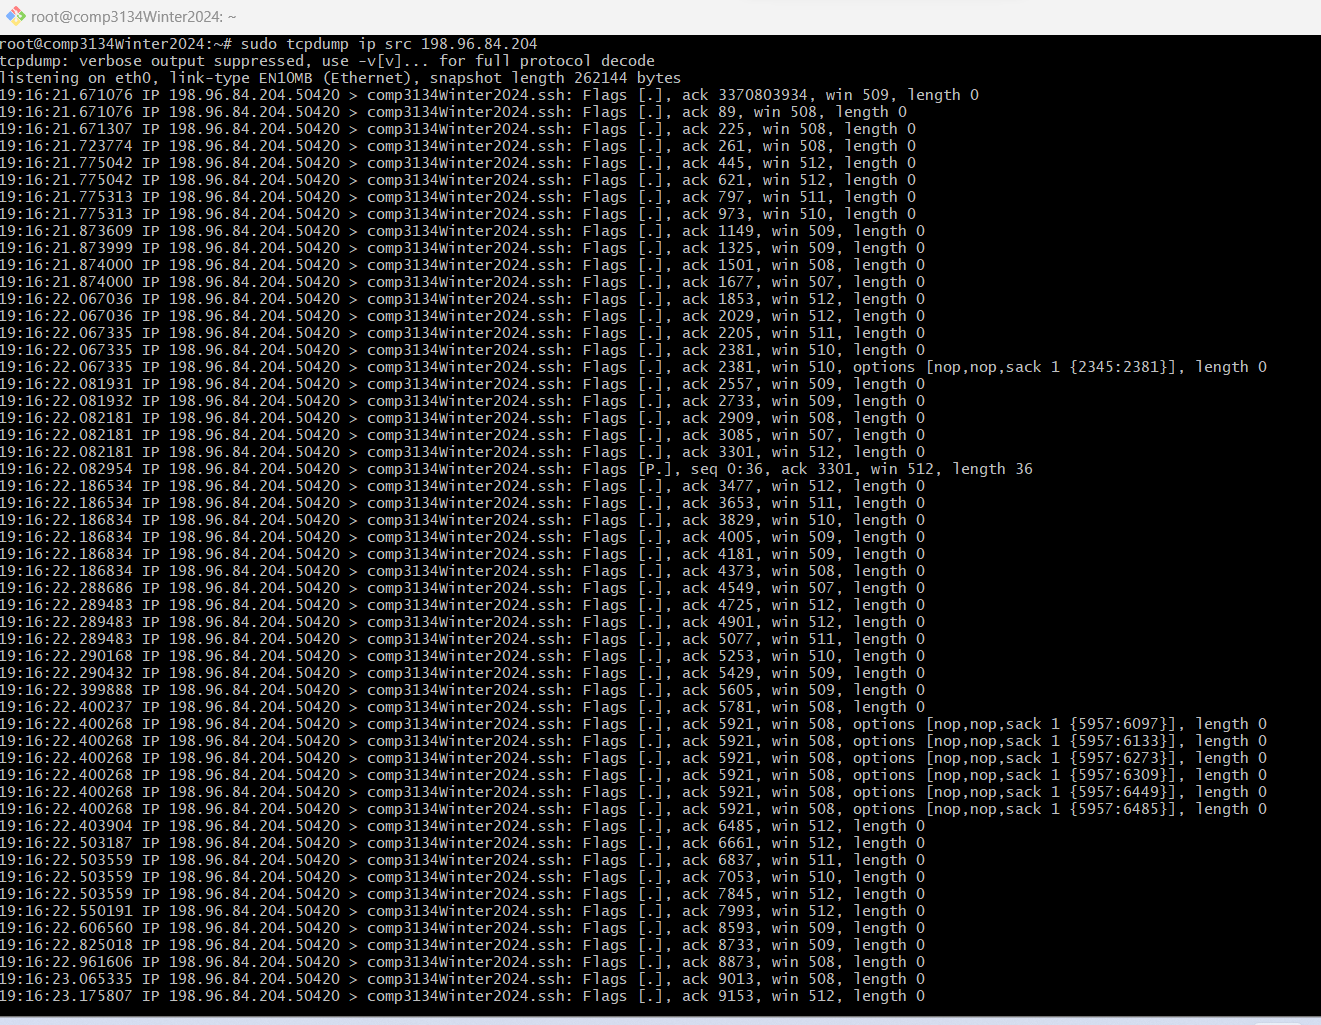 root@comp3134Winter2024: ~
root@comp3134Winter2024:~# sudo tcpdump ip src 198.96.84.204
tcpdump: verbose output suppressed, use -v[v]... for full protocol decode
listening on eth0, link-type EN10MB (Ethernet), snapshot length 262144 bytes
19:16:21.671076 IP 198.96.84.204.50420 > comp3134Winter2024.ssh: Flags [.], ack 3370803934, win 509, length 0
19:16:21.671076 IP 198.96.84.204.50420 > comp3134Winter2024.ssh: Flags [.], ack 89, win 508, length 0
19:16:21.671307 IP 198.96.84.204.50420 > comp3134Winter2024.ssh: Flags [.], ack 225, win 508, length 0
19:16:21.723774 IP 198.96.84.204.50420 > comp3134Winter2024.ssh: Flags [.], ack 261, win 508, length 0
19:16:21.775042 IP 198.96.84.204.50420 > comp3134Winter2024.ssh: Flags [.], ack 445, win 512, length 0
19:16:21.775042 IP 198.96.84.204.50420 > comp3134Winter2024.ssh: Flags [.], ack 621, win 512, length 0
19:16:21.775313 IP 198.96.84.204.50420 > comp3134Winter2024.ssh: Flags [.], ack 797, win 511, length 0
19:16:21.775313 IP 198.96.84.204.50420 > comp3134Winter2024.ssh: Flags [.], ack 973, win 510, length 0
19:16:21.873609 IP 198.96.84.204.50420 > comp3134Winter2024.ssh: Flags [.], ack 1149, win 509, length 0
19:16:21.873999 IP 198.96.84.204.50420 > comp3134Winter2024.ssh: Flags [.], ack 1325, win 509, length 0
19:16:21.874000 IP 198.96.84.204.50420 > comp3134Winter2024.ssh: Flags [.], ack 1501, win 508, length 0
19:16:21.874000 IP 198.96.84.204.50420 > comp3134Winter2024.ssh: Flags [.], ack 1677, win 507, length 0
19:16:22.067036 IP 198.96.84.204.50420 > comp3134Winter2024.ssh: Flags [.], ack 1853, win 512, length 0
19:16:22.067036 IP 198.96.84.204.50420 > comp3134Winter2024.ssh: Flags [.], ack 2029, win 512, length 0
19:16:22.067335 IP 198.96.84.204.50420 > comp3134Winter2024.ssh: Flags [.], ack 2205, win 511, length 0
19:16:22.067335 IP 198.96.84.204.50420 > comp3134Winter2024.ssh: Flags [.], ack 2381, win 510, length 0
19:16:22.067335 IP 198.96.84.204.50420 > comp3134Winter2024.ssh: Flags [.], ack 2381, win 510, options [nop,nop,sack 1 {2345:2381}], length 0
19:16:22.081931 IP 198.96.84.204.50420 > comp3134Winter2024.ssh: Flags [.], ack 2557, win 509, length 0
19:16:22.081932 IP 198.96.84.204.50420 > comp3134Winter2024.ssh: Flags [.], ack 2733, win 509, length 0
19:16:22.082181 IP 198.96.84.204.50420 > comp3134Winter2024.ssh: Flags [.], ack 2909, win 508, length 0
19:16:22.082181 IP 198.96.84.204.50420 > comp3134Winter2024.ssh: Flags [.], ack 3085, win 507, length 0
19:16:22.082181 IP 198.96.84.204.50420 > comp3134Winter2024.ssh: Flags [.], ack 3301, win 512, length 0
19:16:22.082954 IP 198.96.84.204.50420 > comp3134Winter2024.ssh: Flags [P.], seq 0:36, ack 3301, win 512, length 36
19:16:22.186534 IP 198.96.84.204.50420 > comp3134Winter2024.ssh: Flags [.], ack 3477, win 512, length 0
19:16:22.186534 IP 198.96.84.204.50420 > comp3134Winter2024.ssh: Flags [.], ack 3653, win 511, length 0
19:16:22.186834 IP 198.96.84.204.50420 > comp3134Winter2024.ssh: Flags [.], ack 3829, win 510, length 0
19:16:22.186834 IP 198.96.84.204.50420 > comp3134Winter2024.ssh: Flags [.], ack 4005, win 509, length 0
19:16:22.186834 IP 198.96.84.204.50420 > comp3134Winter2024.ssh: Flags [.], ack 4181, win 509, length 0
19:16:22.186834 IP 198.96.84.204.50420 > comp3134Winter2024.ssh: Flags [.], ack 4373, win 508, length 0
19:16:22.288686 IP 198.96.84.204.50420 > comp3134Winter2024.ssh: Flags [.], ack 4549, win 507, length 0
19:16:22.289483 IP 198.96.84.204.50420 > comp3134Winter2024.ssh: Flags [.], ack 4725, win 512, length 0
19:16:22.289483 IP 198.96.84.204.50420 > comp3134Winter2024.ssh: Flags [.], ack 4901, win 512, length 0
19:16:22.289483 IP 198.96.84.204.50420 > comp3134Winter2024.ssh: Flags [.], ack 5077, win 511, length 0
19:16:22.290168 IP 198.96.84.204.50420 > comp3134Winter2024.ssh: Flags [.], ack 5253, win 510, length 0
19:16:22.290432 IP 198.96.84.204.50420 > comp3134Winter2024.ssh: Flags [.], ack 5429, win 509, length 0
19:16:22.399888 IP 198.96.84.204.50420 > comp3134Winter2024.ssh: Flags [.], ack 5605, win 509, length 0
19:16:22.400237 IP 198.96.84.204.50420 > comp3134Winter2024.ssh: Flags [.], ack 5781, win 508, length 0
19:16:22.400268 IP 198.96.84.204.50420 > comp3134Winter2024.ssh: Flags [.], ack 5921, win 508, options [nop,nop,sack 1 {5957:6097}], length 0
19:16:22.400268 IP 198.96.84.204.50420 > comp3134Winter2024.ssh: Flags [.], ack 5921, win 508, options [nop,nop,sack 1 {5957:6133}], length 0
19:16:22.400268 IP 198.96.84.204.50420 > comp3134Winter2024.ssh: Flags [.], ack 5921, win 508, options [nop,nop,sack 1 {5957:6273}], length 0
19:16:22.400268 IP 198.96.84.204.50420 > comp3134Winter2024.ssh: Flags [.], ack 5921, win 508, options [nop,nop,sack 1 {5957:6309}], length 0
19:16:22.400268 IP 198.96.84.204.50420 > comp3134Winter2024.ssh: Flags [.], ack 5921, win 508, options [nop,nop,sack 1 {5957:6449}], length 0
19:16:22.400268 IP 198.96.84.204.50420 > comp3134Winter2024.ssh: Flags [.], ack 5921, win 508, options [nop,nop,sack 1 {5957:6485}], length 0
19:16:22.403904 IP 198.96.84.204.50420 > comp3134Winter2024.ssh: Flags [.], ack 6485, win 512, length 0
19:16:22.503187 IP 198.96.84.204.50420 > comp3134Winter2024.ssh: Flags [.], ack 6661, win 512, length 0
19:16:22.503559 IP 198.96.84.204.50420 > comp3134Winter2024.ssh: Flags [.], ack 6837, win 511, length 0
19:16:22.503559 IP 198.96.84.204.50420 > comp3134Winter2024.ssh: Flags [.], ack 7053, win 510, length 0
19:16:22.503559 IP 198.96.84.204.50420 > comp3134Winter2024.ssh: Flags [.], ack 7845, win 512, length 0
19:16:22.550191 IP 198.96.84.204.50420 > comp3134Winter2024.ssh: Flags [.], ack 7993, win 512, length 0
19:16:22.606560 IP 198.96.84.204.50420 > comp3134Winter2024.ssh: Flags [.], ack 8593, win 509, length 0
19:16:22.825018 IP 198.96.84.204.50420 > comp3134Winter2024.ssh: Flags [.], ack 8733, win 509, length 0
19:16:22.961606 IP 198.96.84.204.50420 > comp3134Winter2024.ssh: Flags [.], ack 8873, win 508, length 0
19:16:23.065335 IP 198.96.84.204.50420 > comp3134Winter2024.ssh: Flags [.], ack 9013, win 508, length 0
19:16:23.175807 IP 198.96.84.204.50420 > comp3134Winter2024.ssh: Flags [.], ack 9153, win 512, length 0